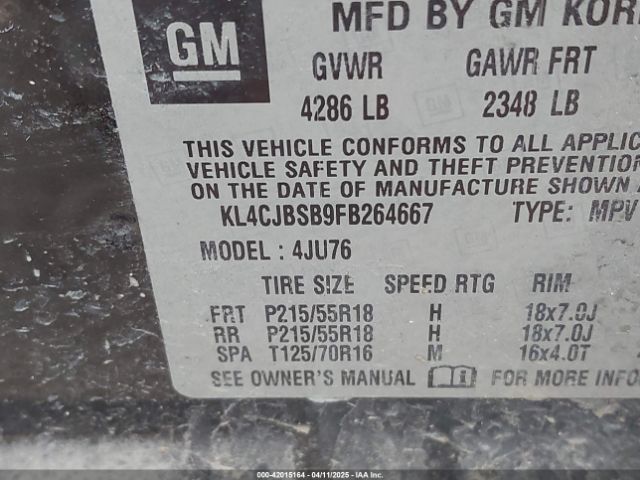 GM
MFD BY GM KOR
GVWR GAWR FRT
4286 LB 2348 LB
THIS VEHICLE CONFORMS TO ALL APPLIC
VEHICLE SAFETY AND THEFT PREVENTION
ON THE DATE OF MANUFACTURE SHOWN
KL4CJBSB9FB264667 TYPE: MPV
MODEL : 4JU76
TIRE SIZE SPEED RTG RIM
FRT P215/55R18 H 18x7.0J
RR P215/55R18 H 18x7.0J
SPA T125/70R16 M 16x4.0T
SEE OWNER'S MANUAL FOR MORE INFO
000-42015164 - 04/11/2025 - IAAI.COM